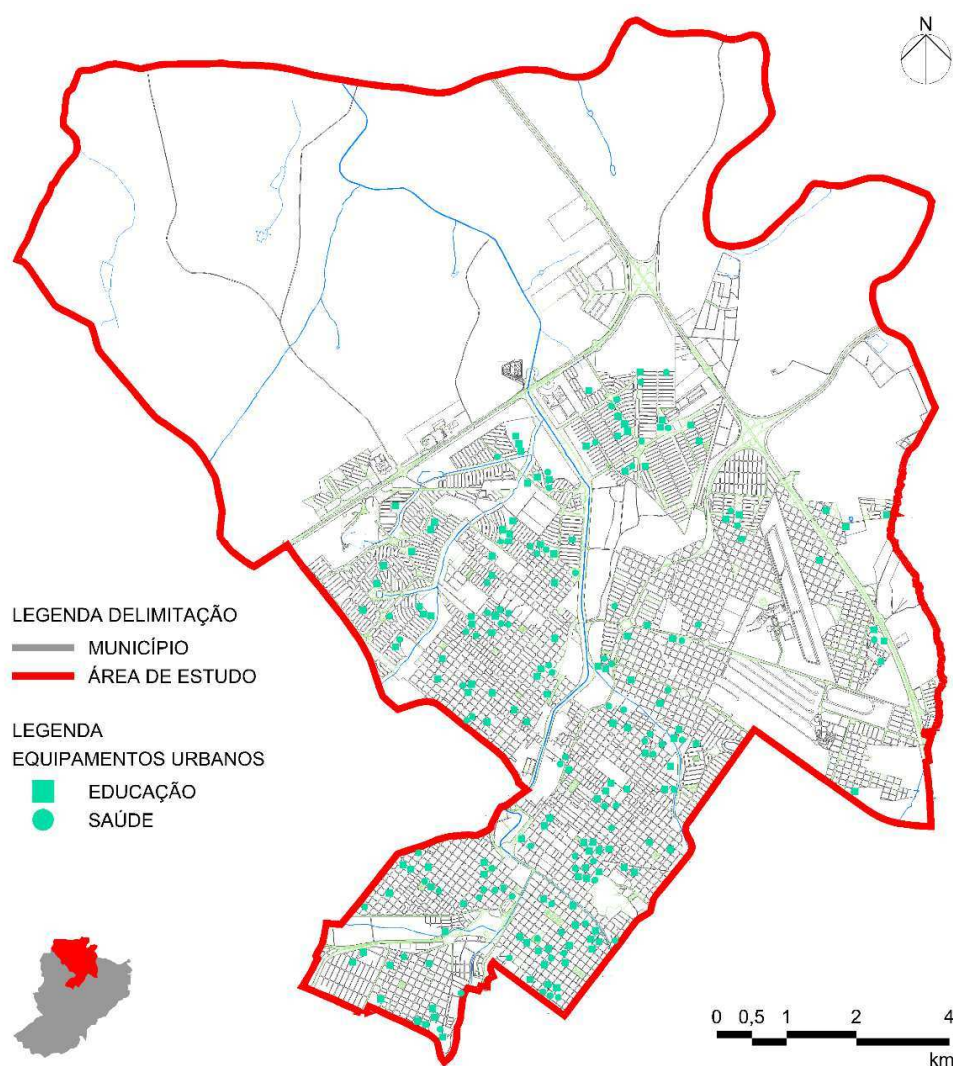 N
LEGENDA DELIMITAÇÃO
MUNICÍPIO
ÁREA DE ESTUDO
LEGENDA
EQUIPAMENTOS URBANOS
EDUCAÇÃO
SAÚDE
0 0,5 1 2 4
km